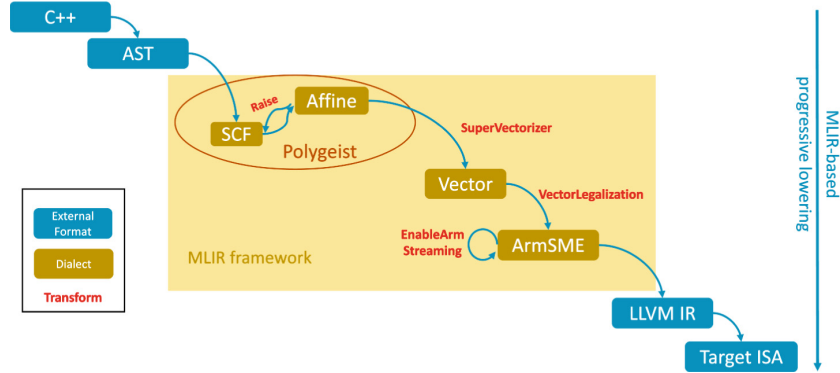 C++
AST
Raise
Affine
SCF
Polygeist
SuperVectorizer
Vector
VectorLegalization
EnableArm
Streaming
ArmSME
MLIR framework
LLVM IR
Target ISA
External
Format
Dialect
Transform
MLIR-based
progressive lowering